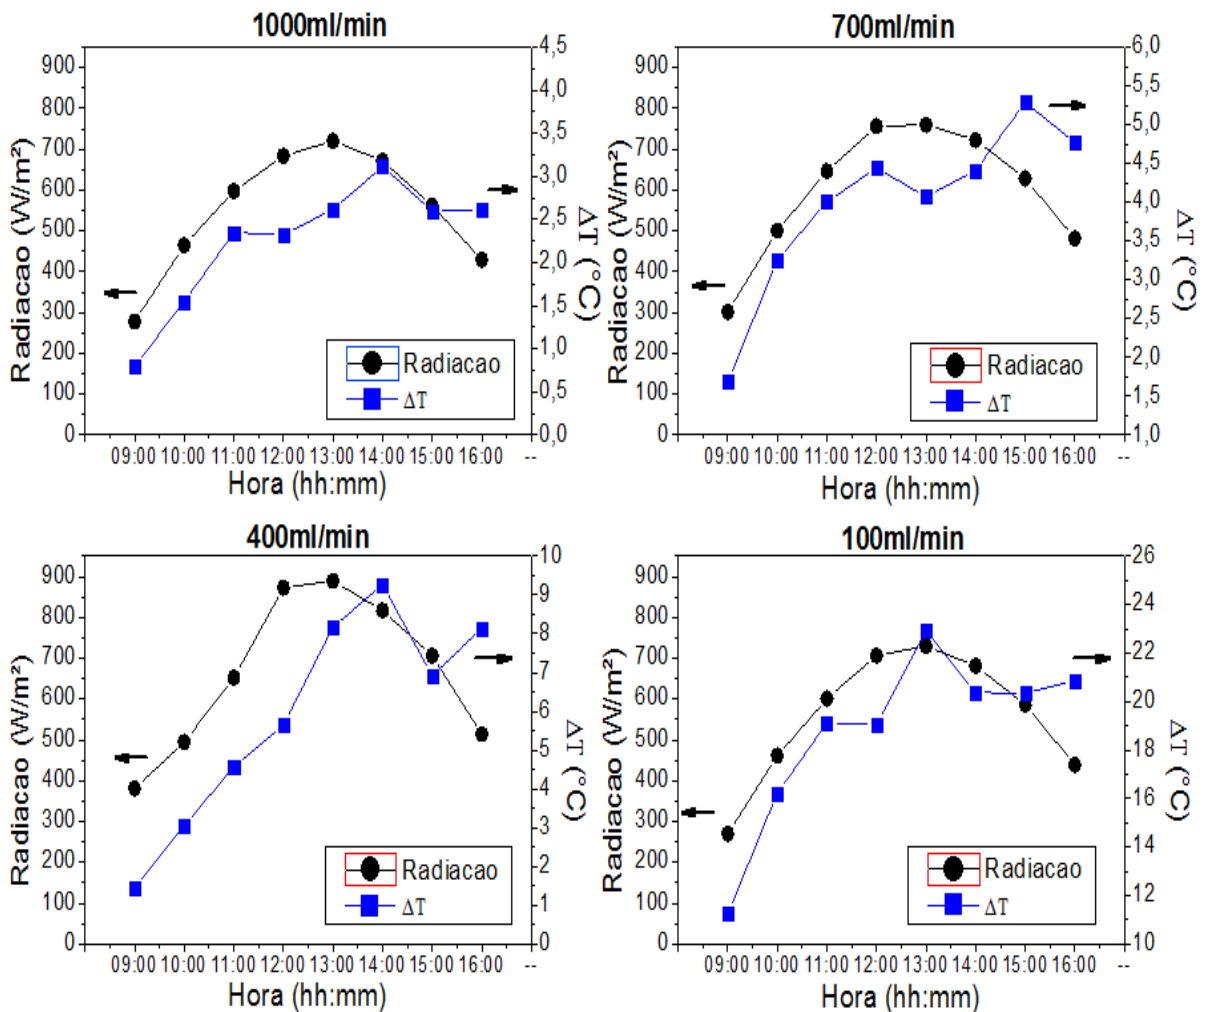 1000ml/min
Radiacao (W/m²)
900
800
700
600
500
400
300
200
100
0
4,5
4,0
3,5
3,0
2,5
2,0
1,5
1,0
0,5
0,0
ΔT (°C)
Radiacao
ΔT
09:00 10:00 11:00 12:00 13:00 14:00 15:00 16:00 --
Hora (hh:mm)
700ml/min
Radiacao (W/m²)
900
800
700
600
500
400
300
200
100
0
6,0
5,5
5,0
4,5
4,0
3,5
3,0
2,5
2,0
1,5
1,0
ΔT (°C)
Radiacao
ΔT
09:00 10:00 11:00 12:00 13:00 14:00 15:00 16:00 --
Hora (hh:mm)
400ml/min
Radiacao (W/m²)
900
800
700
600
500
400
300
200
100
0
10
9
8
7
6
5
4
3
2
1
0
ΔT (°C)
Radiacao
ΔT
09:00 10:00 11:00 12:00 13:00 14:00 15:00 16:00 --
Hora (hh:mm)
100ml/min
Radiacao (W/m²)
900
800
700
600
500
400
300
200
100
0
26
24
22
20
18
16
14
12
10
ΔT (°C)
Radiacao
ΔT
09:00 10:00 11:00 12:00 13:00 14:00 15:00 16:00 --
Hora (hh:mm)